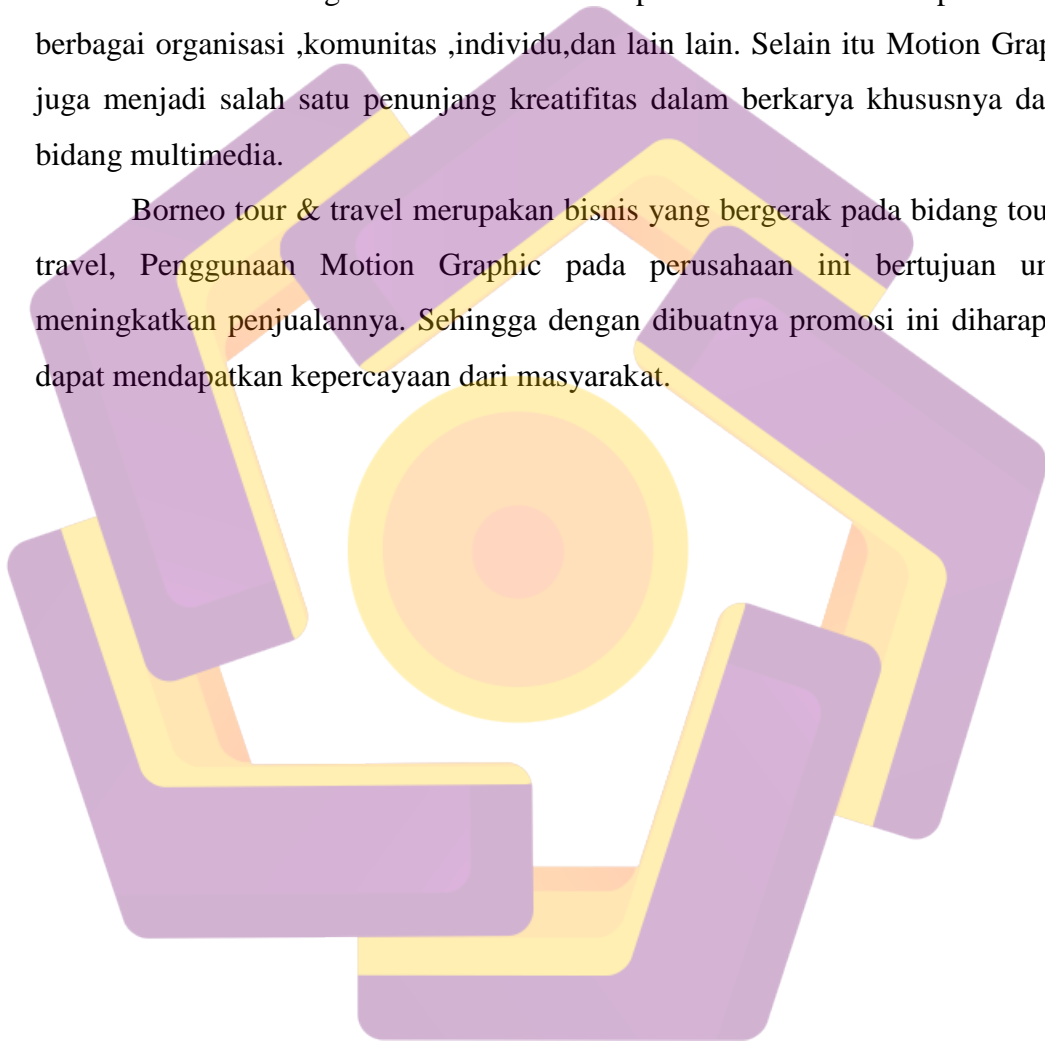 berbagai organisasi ,komunitas ,individu,dan lain lain. Selain itu Motion Grap
juga menjadi salah satu penunjang kreatifitas dalam berkarya khususnya da
bidang multimedia.
Borneo tour & travel merupakan bisnis yang bergerak pada bidang tou
travel, Penggunaan Motion Graphic pada perusahaan ini bertujuan un
meningkatkan penjualannya. Sehingga dengan dibuatnya promosi ini diharap
dapat mendapatkan kepercayaan dari masyarakat.